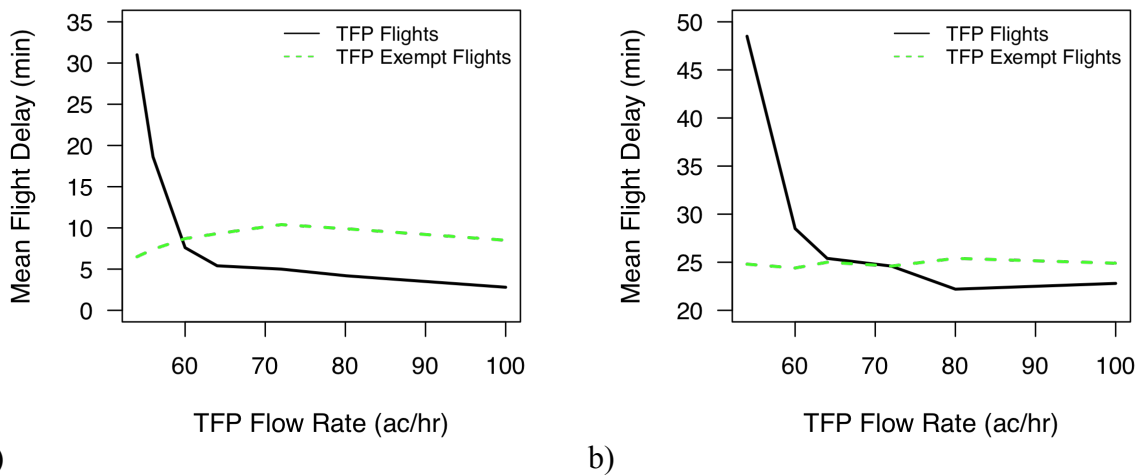 Mean Flight Delay (min)
35
30
25
20
15
10
5
0
TFP Flights
TFP Exempt Flights
60 70 80 90 100
TFP Flow Rate (ac/hr)
)
Mean Flight Delay (min)
50
45
40
35
30
25
20
TFP Flights
TFP Exempt Flights
60 70 80 90 100
TFP Flow Rate (ac/hr)
b)